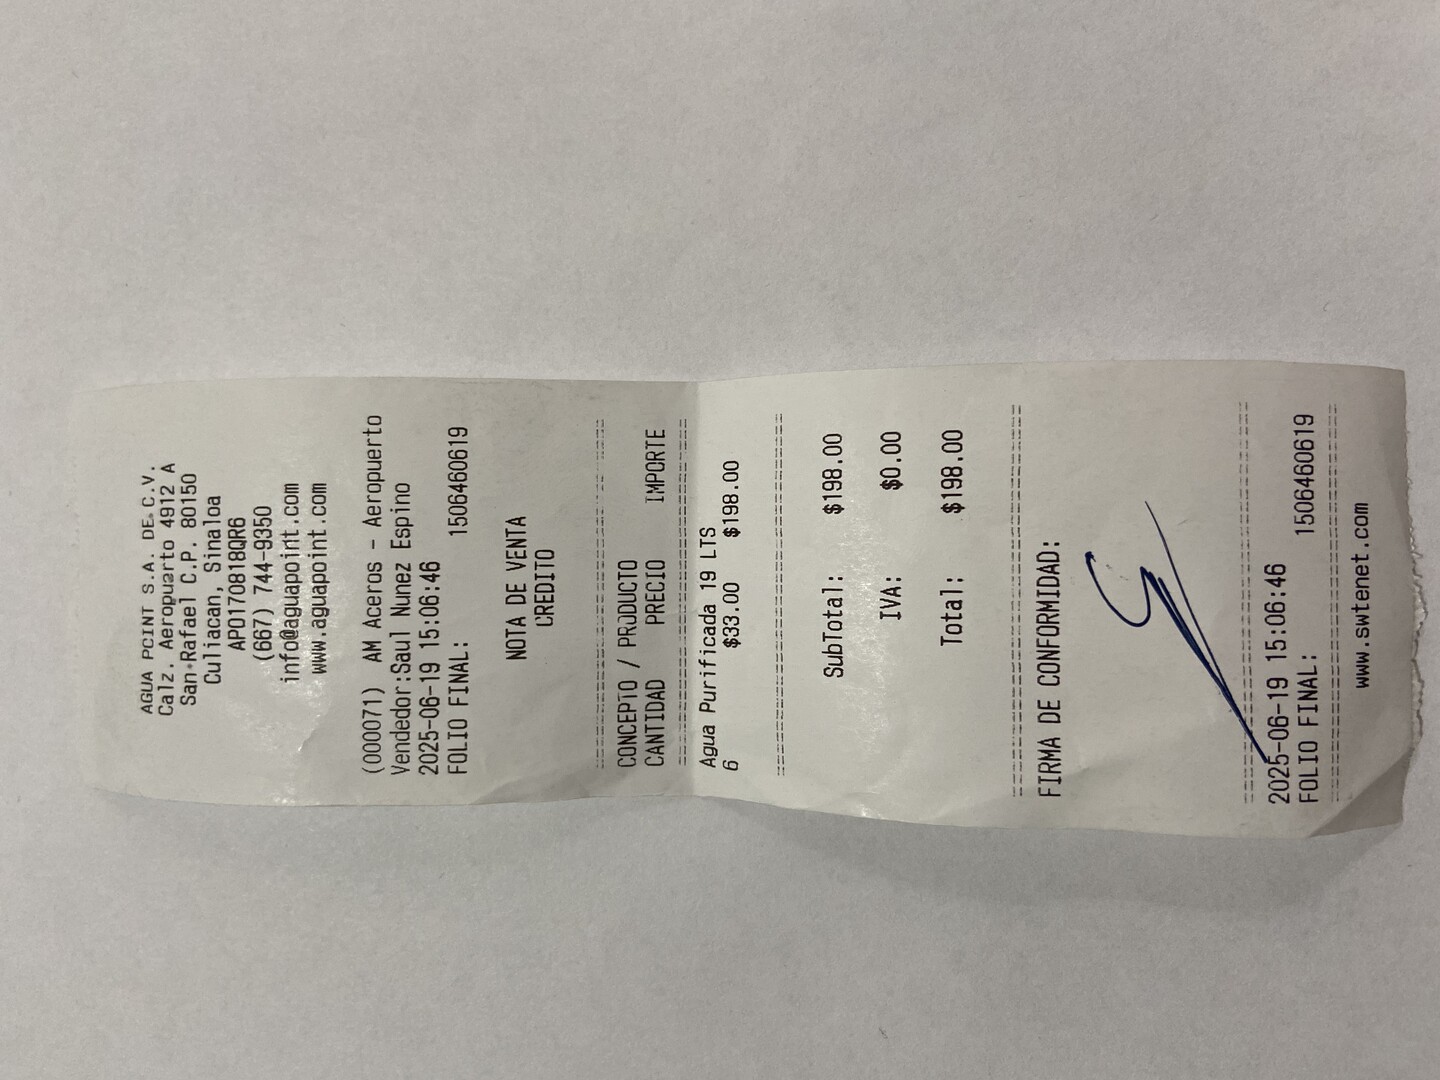 AGUA PCINT S.A. DE C.V.
Calz. Aeropuarto 4912 A
San Rafael C.P. 80150
Culiacan, Sinaloa
APO170818QR6
(667) 744-9350
info@aguapoint.com
www.aguapoint.com
(000071) AM Aceros - Aeropuerto
Vendedor:Saul Nunez Espino
2025-06-19 15:06:46
FOLIO FINAL: 1506460619
NOTA DE VENTA
CREDITO
CONCEPTO / PRODUCTO
CANTIDAD PRECIO IMPORTE
Agua Purificada 19 LTS
6 $33.00 $198.00
SubTotal: $198.00
IVA: $0.00
Total: $198.00
FIRMA DE CONFORMIDAD:
2025-06-19 15:06:46
FOLIO FINAL: 1506460619
www.swtenet.com